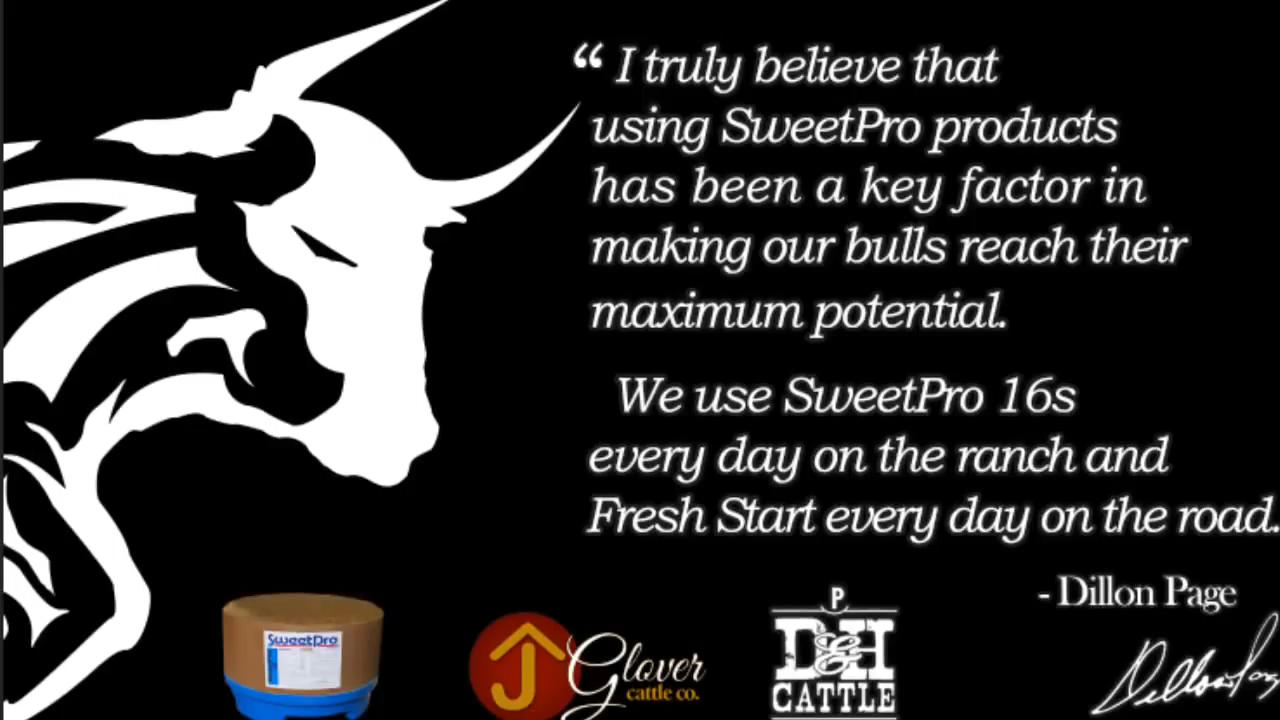 “ I truly believe that
using SweetPro products
has been a key factor in
making our bulls reach their
maximum potential.
We use SweetPro 16s
every day on the ranch and
Fresh Start every day on the road.
- Dillon Page
SweetPro
J Glover
cattle co.
P
D&H
CATTLE
Dillon Page